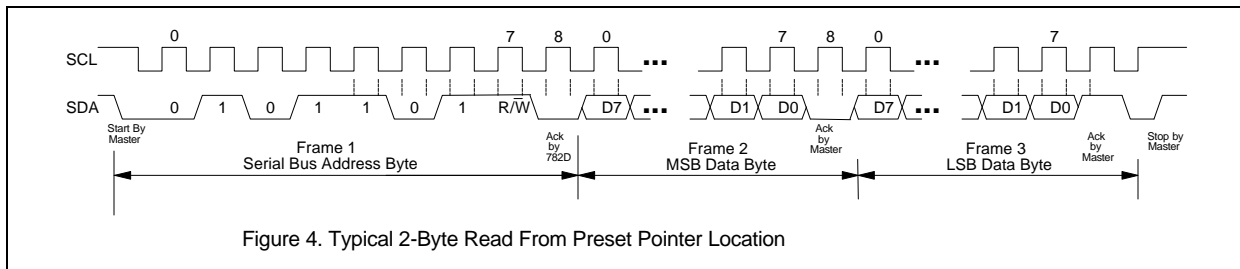 0 7 8 0 ... 7 8 0 ... 7
SCL
SDA 0 1 0 1 1 0 1 R/W̅ D7 ... D1 D0 D7 ... D1 D0
Start By
Master
Ack
by
782D
Ack
by
Master
Ack
by
Master
Stop by
Master
Frame 1
Serial Bus Address Byte
Frame 2
MSB Data Byte
Frame 3
LSB Data Byte
Figure 4. Typical 2-Byte Read From Preset Pointer Location